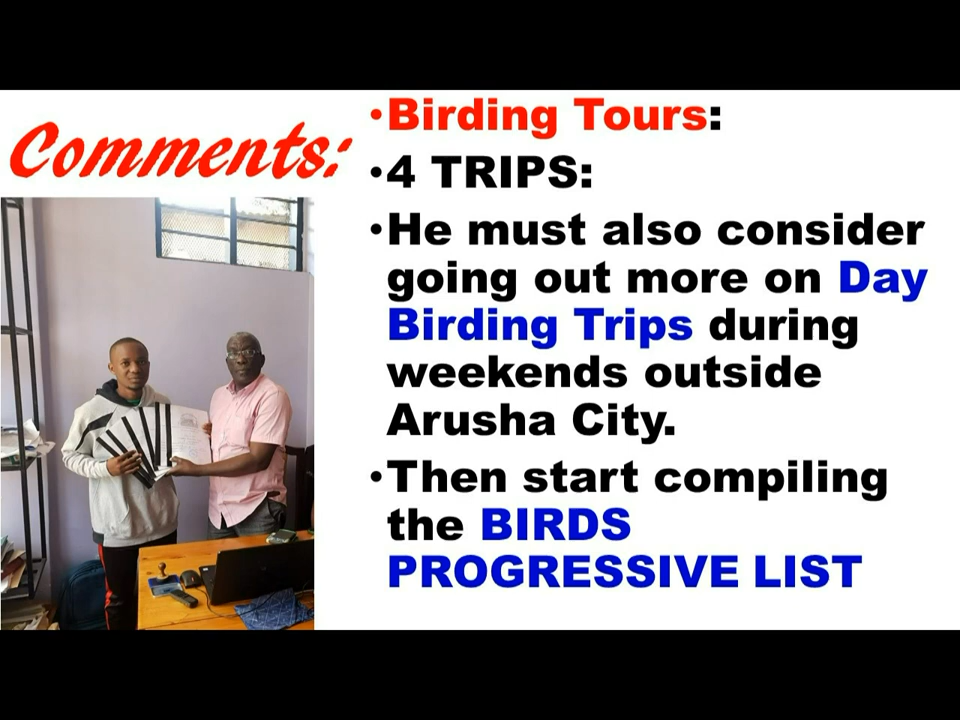 Comments:
•Birding Tours:
•4 TRIPS:
•He must also consider
going out more on Day
Birding Trips during
weekends outside
Arusha City.
•Then start compiling
the BIRDS
PROGRESSIVE LIST